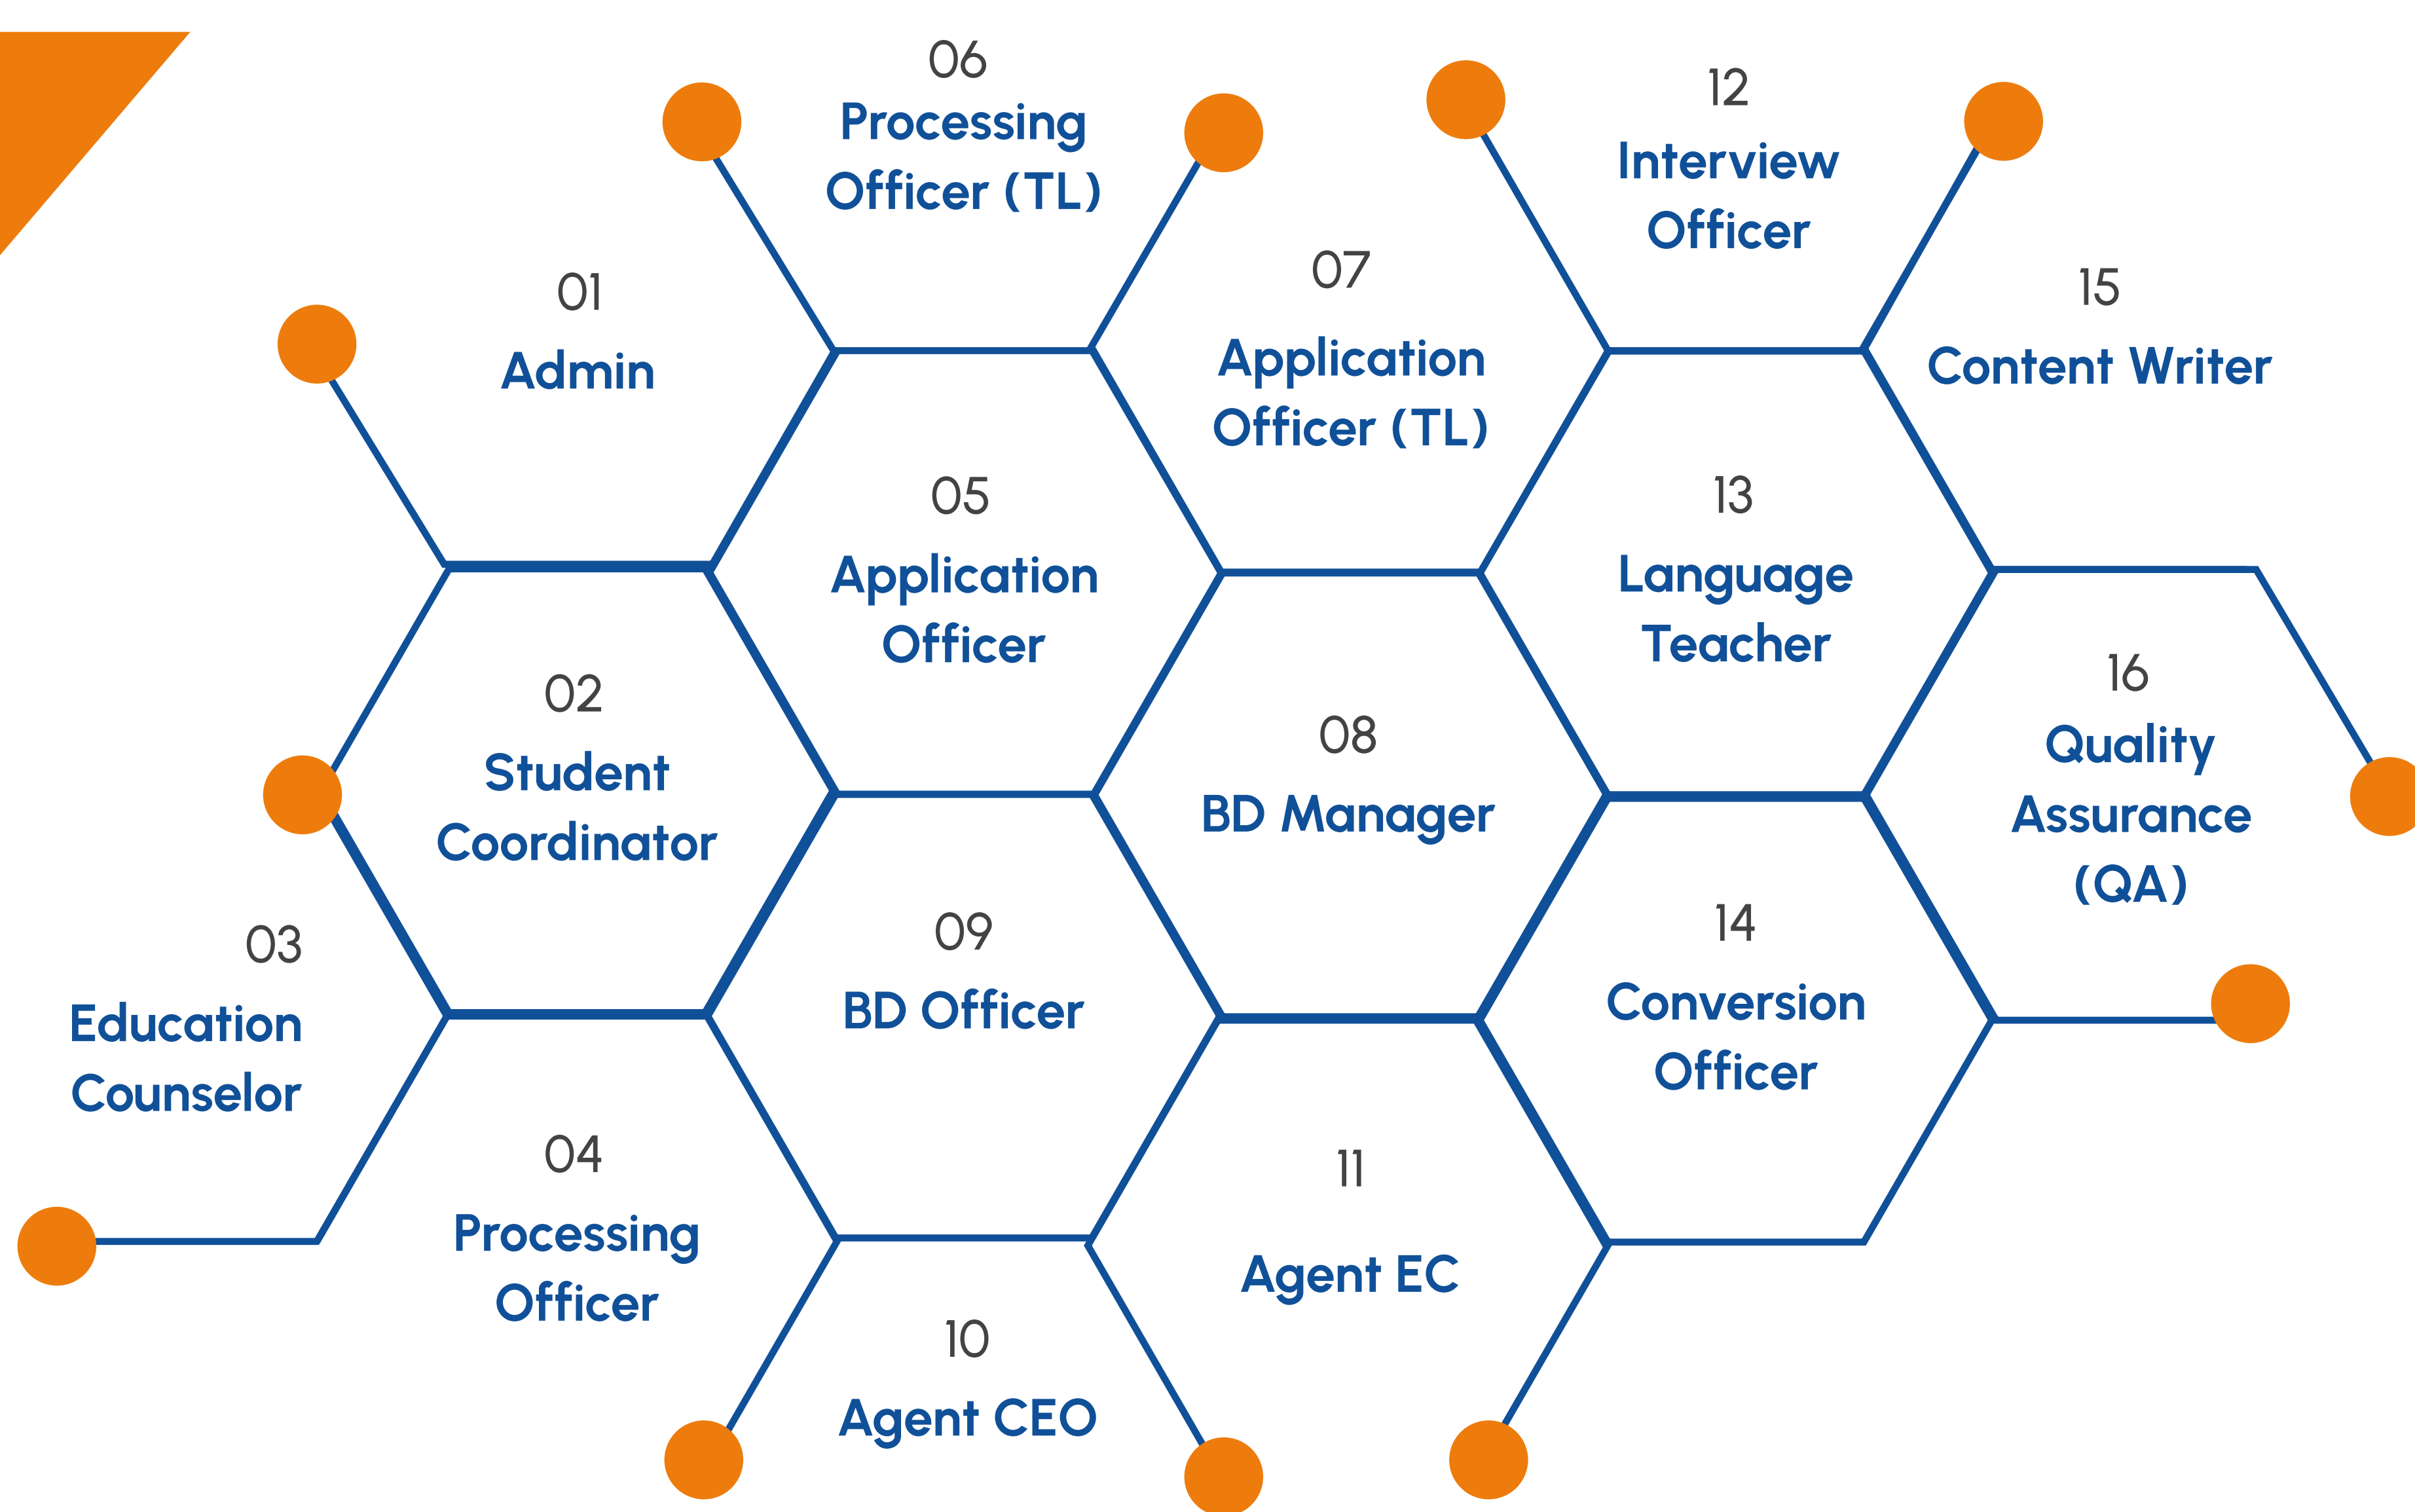 01
Admin
02
Student
Coordinator
03
Education
Counselor
04
Processing
Officer
05
Application
Officer
06
Processing
Officer (TL)
07
Application
Officer (TL)
08
BD Manager
09
BD Officer
10
Agent CEO
11
Agent EC
12
Interview
Officer
13
Language
Teacher
14
Conversion
Officer
15
Content Writer
16
Quality
Assurance
(QA)